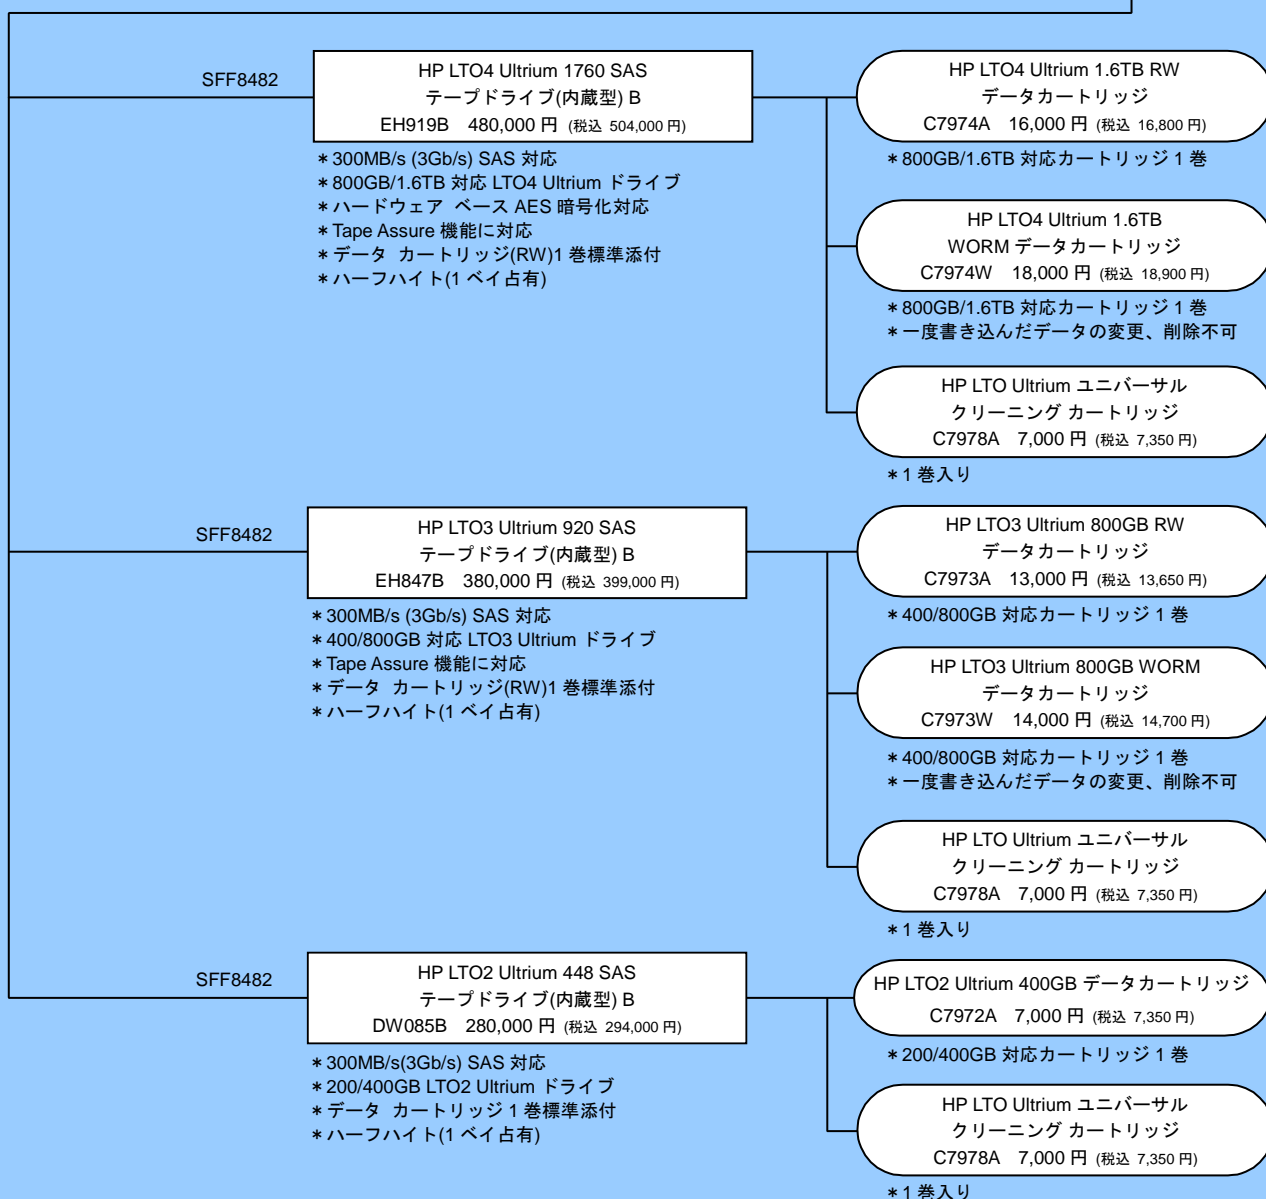 SFF8482
HP LTO4 Ultrium 1760 SAS
テープドライブ(内蔵型) B
EH919B 480,000 円 (税込 504,000 円)
＊300MB/s (3Gb/s) SAS 対応
＊800GB/1.6TB 対応 LTO4 Ultrium ドライブ
＊ハードウェア ベース AES 暗号化対応
＊Tape Assure 機能に対応
＊データ カートリッジ(RW)1 巻標準添付
＊ハーフハイト(1 ベイ占有)
HP LTO4 Ultrium 1.6TB RW
データカートリッジ
C7974A 16,000 円 (税込 16,800 円)
＊800GB/1.6TB 対応カートリッジ 1 巻
HP LTO4 Ultrium 1.6TB
WORM データカートリッジ
C7974W 18,000 円 (税込 18,900 円)
＊800GB/1.6TB 対応カートリッジ 1 巻
＊一度書き込んだデータの変更、削除不可
HP LTO Ultrium ユニバーサル
クリーニング カートリッジ
C7978A 7,000 円 (税込 7,350 円)
＊1 巻入り
SFF8482
HP LTO3 Ultrium 920 SAS
テープドライブ(内蔵型) B
EH847B 380,000 円 (税込 399,000 円)
＊300MB/s (3Gb/s) SAS 対応
＊400/800GB 対応 LTO3 Ultrium ドライブ
＊Tape Assure 機能に対応
＊データ カートリッジ(RW)1 巻標準添付
＊ハーフハイト(1 ベイ占有)
HP LTO3 Ultrium 800GB RW
データカートリッジ
C7973A 13,000 円 (税込 13,650 円)
＊400/800GB 対応カートリッジ 1 巻
HP LTO3 Ultrium 800GB WORM
データカートリッジ
C7973W 14,000 円 (税込 14,700 円)
＊400/800GB 対応カートリッジ 1 巻
＊一度書き込んだデータの変更、削除不可
HP LTO Ultrium ユニバーサル
クリーニング カートリッジ
C7978A 7,000 円 (税込 7,350 円)
＊1 巻入り
SFF8482
HP LTO2 Ultrium 448 SAS
テープドライブ(内蔵型) B
DW085B 280,000 円 (税込 294,000 円)
＊300MB/s(3Gb/s) SAS 対応
＊200/400GB LTO2 Ultrium ドライブ
＊データ カートリッジ 1 巻標準添付
＊ハーフハイト(1 ベイ占有)
HP LTO2 Ultrium 400GB データカートリッジ
C7972A 7,000 円 (税込 7,350 円)
＊200/400GB 対応カートリッジ 1 巻
HP LTO Ultrium ユニバーサル
クリーニング カートリッジ
C7978A 7,000 円 (税込 7,350 円)
＊1 巻入り